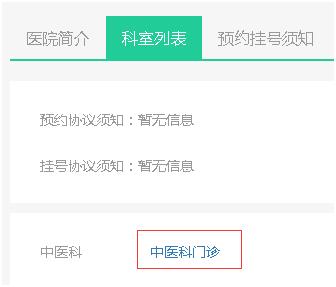 医院简介 科室列表 预约挂号须知
预约协议须知：暂无信息
挂号协议须知：暂无信息
中医科 中医科门诊